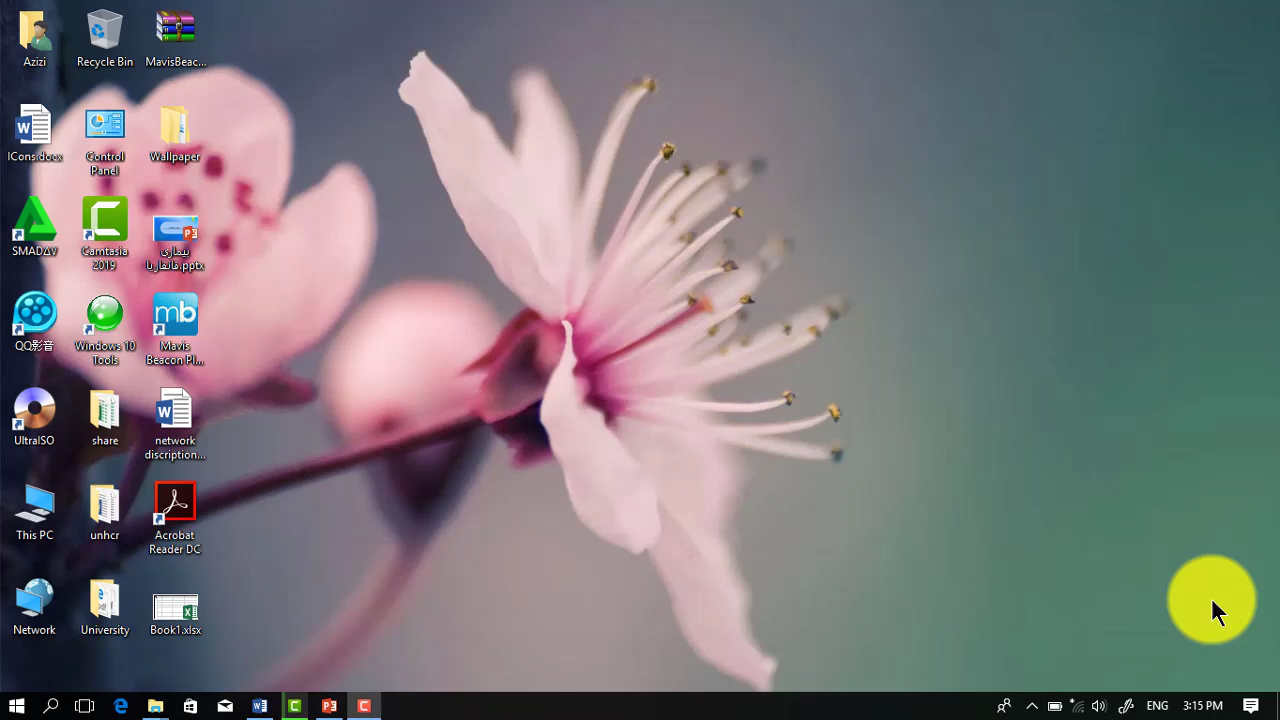 Azizi
Recycle Bin
MavisBeac...
ICons.docx
Control
Panel
Wallpaper
SMADAV
Camtasia
2019
بیماری
QQ影音
Windows 10
Tools
mb
Mavis
Beacon Pl...
UltraISO
share
network
discription...
This PC
unhcr
Acrobat
Reader DC
Network
University
Book1.xlsx
ENG
3:15 PM